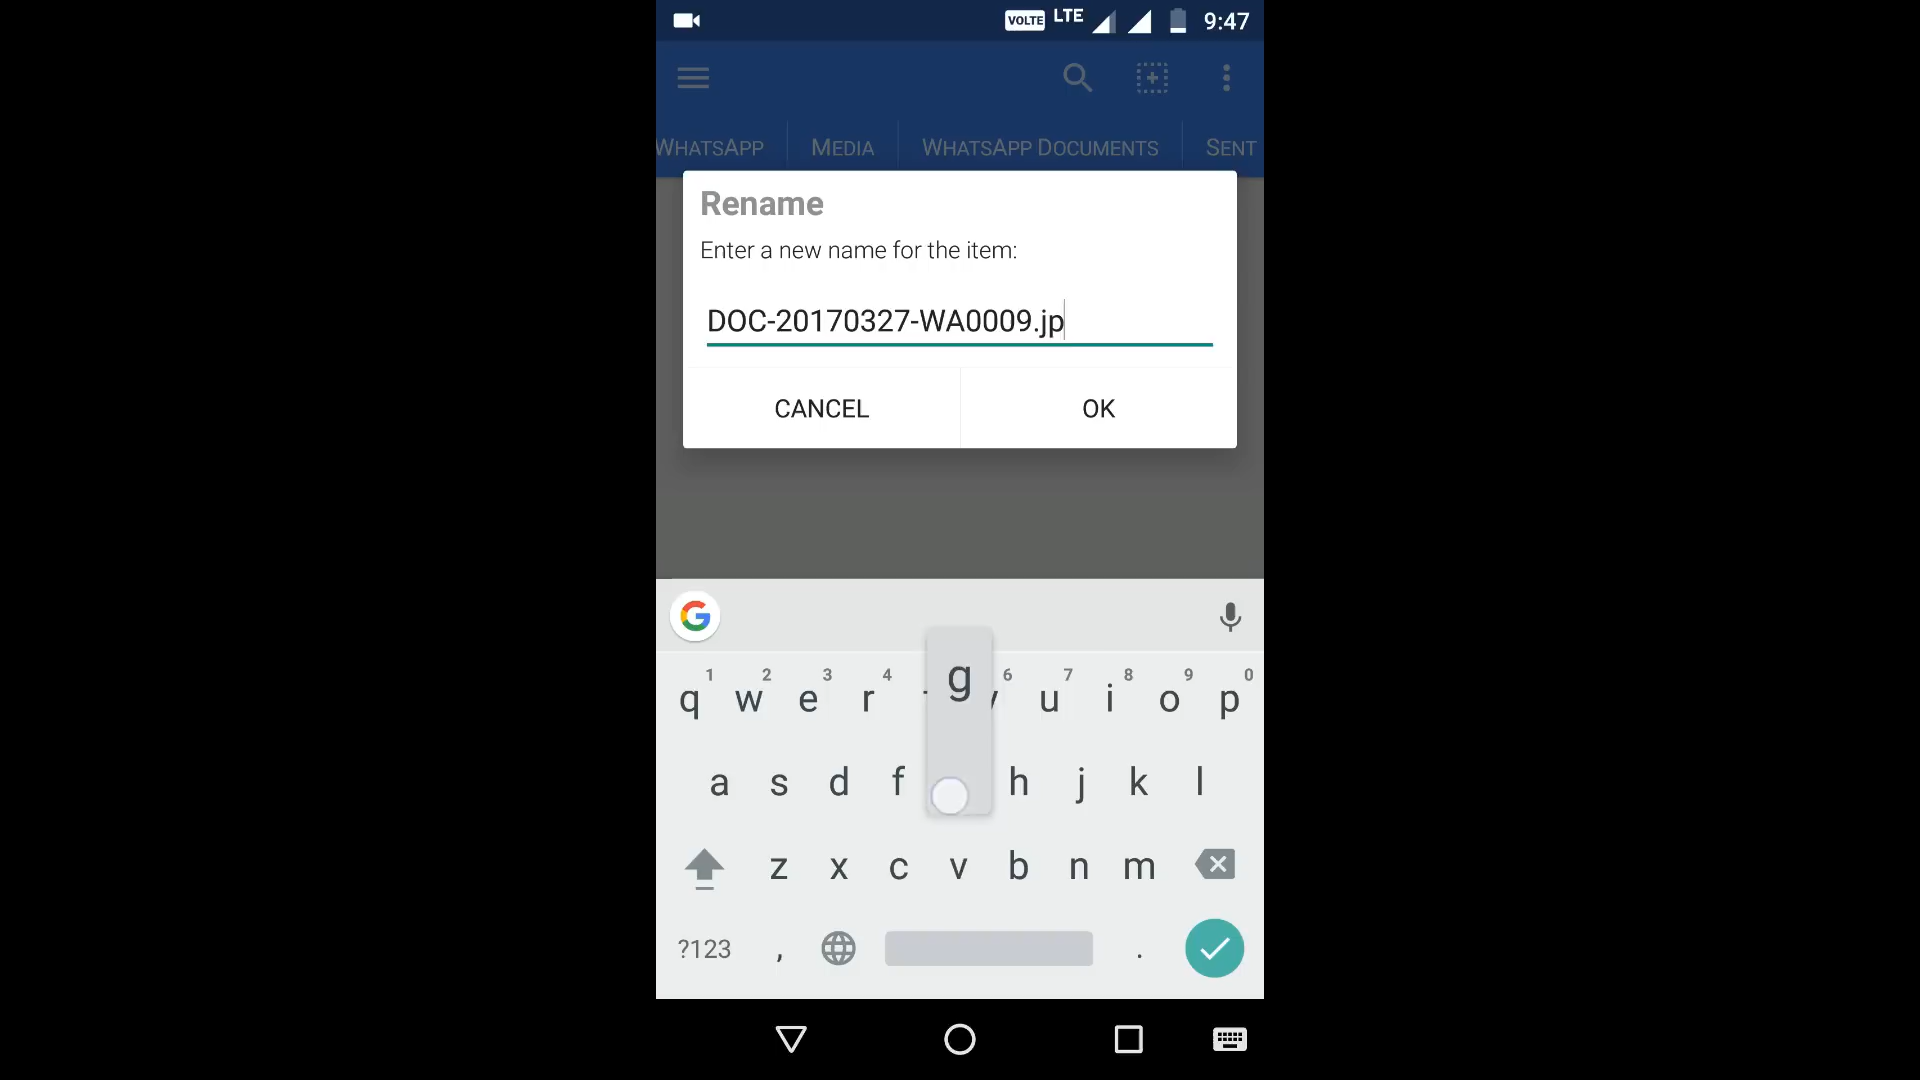 VOLTE LTE 9:47
WHATSAPP MEDIA WHATSAPP DOCUMENTS SENT
Rename
Enter a new name for the item:
DOC-20170327-WA0009.jp
CANCEL OK
G
g
1 2 3 4 6 7 8 9 0
q w e r u i o p
a s d f h j k l
z x c v b n m
?123 , .